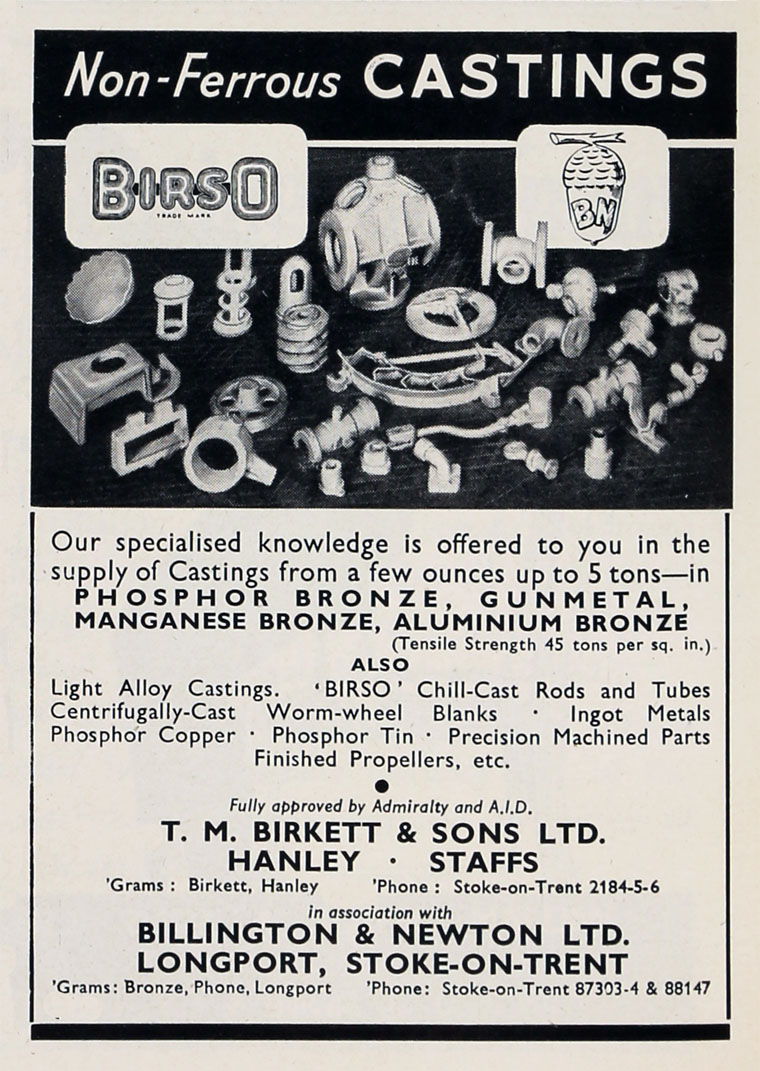 Non-Ferrous CASTINGS
BIRSO
TRADE MARK
BN
Our specialised knowledge is offered to you in the
supply of Castings from a few ounces up to 5 tons—in
PHOSPHOR BRONZE, GUNMETAL,
MANGANESE BRONZE, ALUMINIUM BRONZE
(Tensile Strength 45 tons per sq. in.)
ALSO
Light Alloy Castings. ‘BIRSO’ Chill-Cast Rods and Tubes
Centrifugally-Cast Worm-wheel Blanks · Ingot Metals
Phosphor Copper · Phosphor Tin · Precision Machined Parts
Finished Propellers, etc.
●
Fully approved by Admiralty and A.I.D.
T. M. BIRKETT & SONS LTD.
HANLEY · STAFFS
'Grams : Birkett, Hanley 'Phone : Stoke-on-Trent 2184-5-6
in association with
BILLINGTON & NEWTON LTD.
LONGPORT, STOKE-ON-TRENT
'Grams: Bronze, Phone, Longport 'Phone: Stoke-on-Trent 87303-4 & 88147